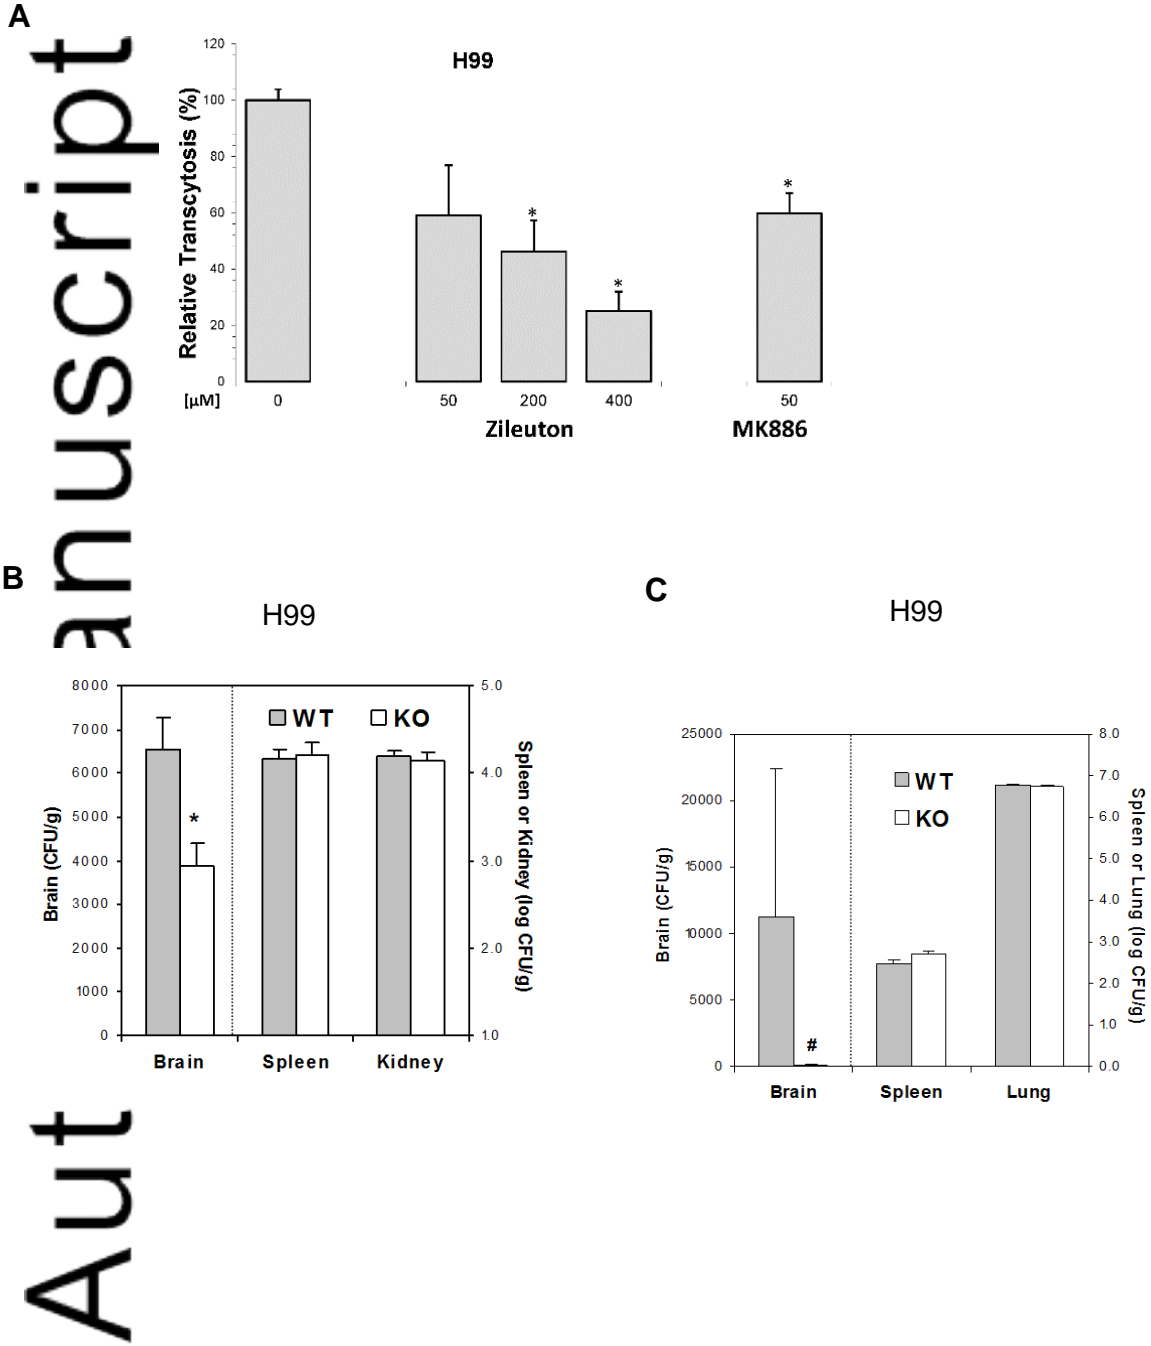 A
anuscript
Aut
H99
Relative Transcytosis (%)
120
100
80
60
40
20
0
*
*
*
[µM]
0
50
200
400
50
Zileuton
MK886
B
H99
Brain (CFU/g)
8000
7000
6000
5000
4000
3000
2000
1000
0
WT
KO
*
5.0
4.0
3.0
2.0
1.0
Spleen or Kidney (log CFU/g)
Brain
Spleen
Kidney
C
H99
Brain (CFU/g)
25000
20000
15000
10000
5000
0
WT
KO
#
8.0
7.0
6.0
5.0
4.0
3.0
2.0
1.0
0.0
Spleen or Lung (log CFU/g)
Brain
Spleen
Lung